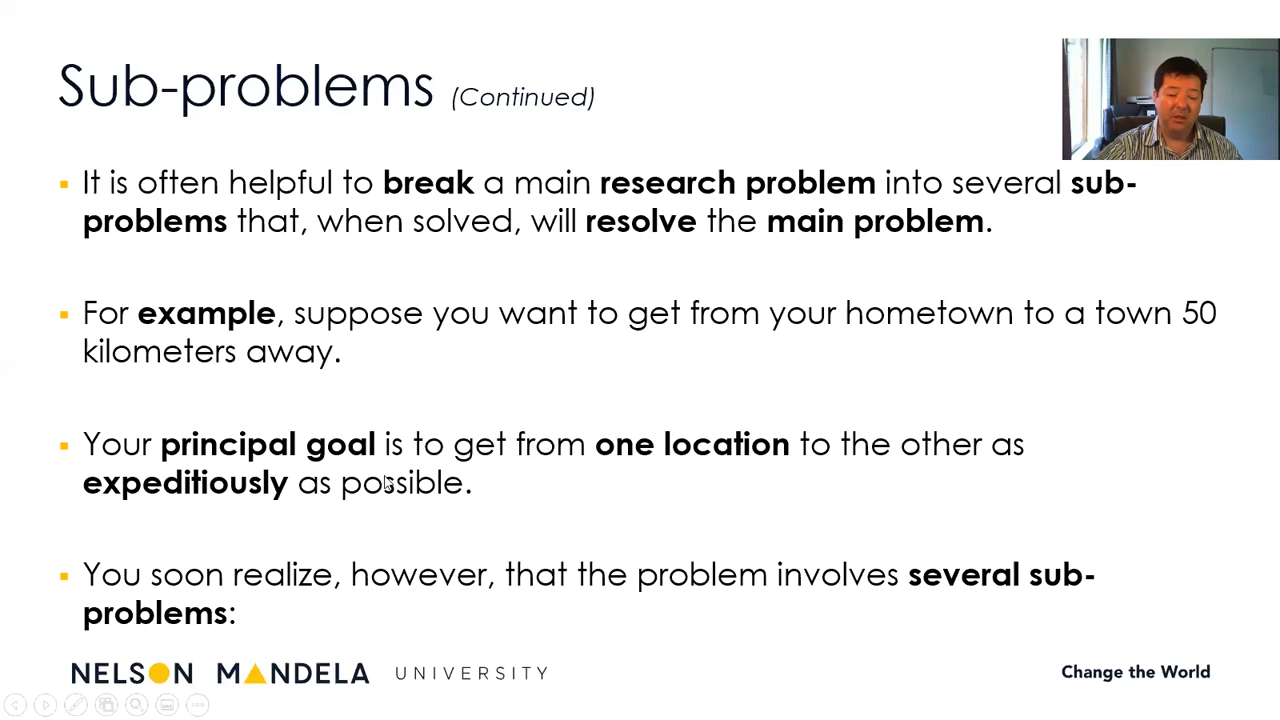 Sub-problems (Continued)
It is often helpful to break a main research problem into several sub-
problems that, when solved, will resolve the main problem.
For example, suppose you want to get from your hometown to a town 50
kilometers away.
Your principal goal is to get from one location to the other as
expeditiously as possible.
You soon realize, however, that the problem involves several sub-
problems:
NELSON MANDELA UNIVERSITY
Change the World